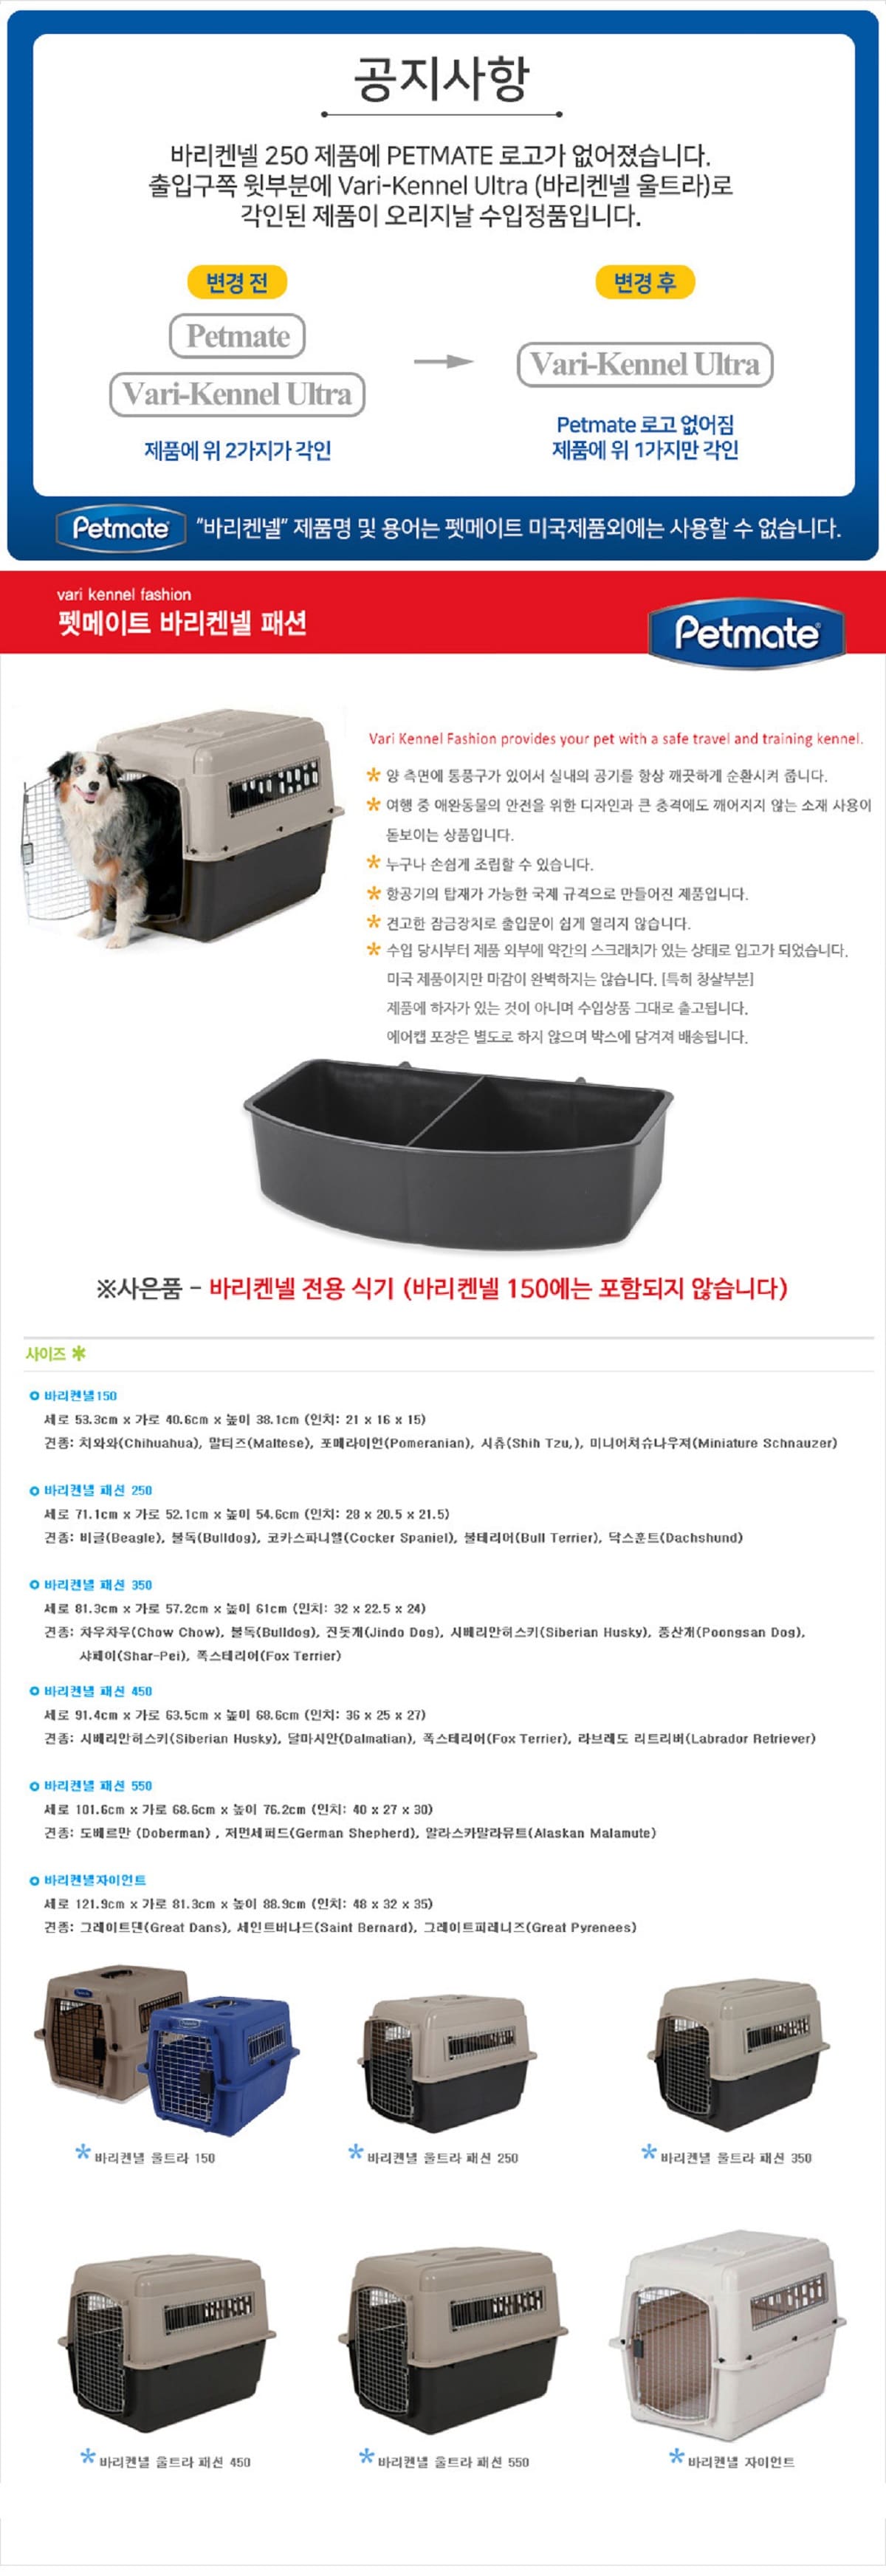 공지사항
바리켄넬 250 제품에 PETMATE 로고가 없어졌습니다.
출입구쪽 윗부분에 Vari-Kennel Ultra (바리켄넬 울트라)로
각인된 제품이 오리지날 수입정품입니다.
변경 전
변경 후
Petmate
Vari-Kennel Ultra
Vari-Kennel Ultra
제품에 위 2가지가 각인
Petmate 로고 없어짐
제품에 위 1가지만 각인
Petmate "바리켄넬" 제품명 및 용어는 펫메이트 미국제품외에는 사용할 수 없습니다.
vari kennel fashion
펫메이트 바리켄넬 패션
Petmate
Vari Kennel Fashion provides your pet with a safe travel and training kennel.
* 양 측면에 통풍구가 있어서 실내의 공기를 항상 깨끗하게 순환시켜 줍니다.
* 여행 중 애완동물의 안전을 위한 디자인과 큰 충격에도 깨어지지 않는 소재 사용이
돋보이는 상품입니다.
* 누구나 손쉽게 조립할 수 있습니다.
* 항공기의 탑재가 가능한 국제 규격으로 만들어진 제품입니다.
* 견고한 잠금장치로 출입문이 쉽게 열리지 않습니다.
* 수입 당시부터 제품 외부에 약간의 스크래치가 있는 상태로 입고가 되었습니다.
미국 제품이지만 마감이 완벽하지는 않습니다. [특히 창살부분]
제품에 하자가 있는 것이 아니며 수입상품 그대로 출고됩니다.
에어캡 포장은 별도로 하지 않으며 박스에 담겨져 배송됩니다.
※사은품 - 바리켄넬 전용 식기 (바리켄넬 150에는 포함되지 않습니다)
사이즈 *
바리켄넬150
세로 53.3cm x 가로 40.6cm x 높이 38.1cm (인치: 21 x 16 x 15)
견종: 치와와(Chihuahua), 말티즈(Maltese), 포메라이언(Pomeranian), 시츄(Shih Tzu,), 미니어쳐슈나우져(Miniature Schnauzer)
바리켄넬 패션 250
세로 71.1cm x 가로 52.1cm x 높이 54.6cm (인치: 28 x 20.5 x 21.5)
견종: 비글(Beagle), 불독(Bulldog), 코카스파니엘(Cocker Spaniel), 불테리어(Bull Terrier), 닥스훈트(Dachshund)
바리켄넬 패션 350
세로 81.3cm x 가로 57.2cm x 높이 61cm (인치: 32 x 22.5 x 24)
견종: 차우차우(Chow Chow), 불독(Bulldog), 진돗개(Jindo Dog), 시베리안허스키(Siberian Husky), 풍산개(Poongsan Dog),
샤페이(Shar-Pei), 폭스테리어(Fox Terrier)
바리켄넬 패션 450
세로 91.4cm x 가로 63.5cm x 높이 68.6cm (인치: 36 x 25 x 27)
견종: 시베리안허스키(Siberian Husky), 달마시안(Dalmatian), 폭스테리어(Fox Terrier), 라브레도 리트리버(Labrador Retriever)
바리켄넬 패션 550
세로 101.6cm x 가로 68.6cm x 높이 76.2cm (인치: 40 x 27 x 30)
견종: 도베르만 (Doberman) , 저먼세퍼드(German Shepherd), 알라스카말라뮤트(Alaskan Malamute)
바리켄넬자이언트
세로 121.9cm x 가로 81.3cm x 높이 88.9cm (인치: 48 x 32 x 35)
견종: 그레이트댄(Great Dans), 세인트버나드(Saint Bernard), 그레이트피레니즈(Great Pyrenees)
* 바리켄넬 울트라 150
* 바리켄넬 울트라 패션 250
* 바리켄넬 울트라 패션 350
* 바리켄넬 울트라 패션 450
* 바리켄넬 울트라 패션 550
* 바리켄넬 자이언트